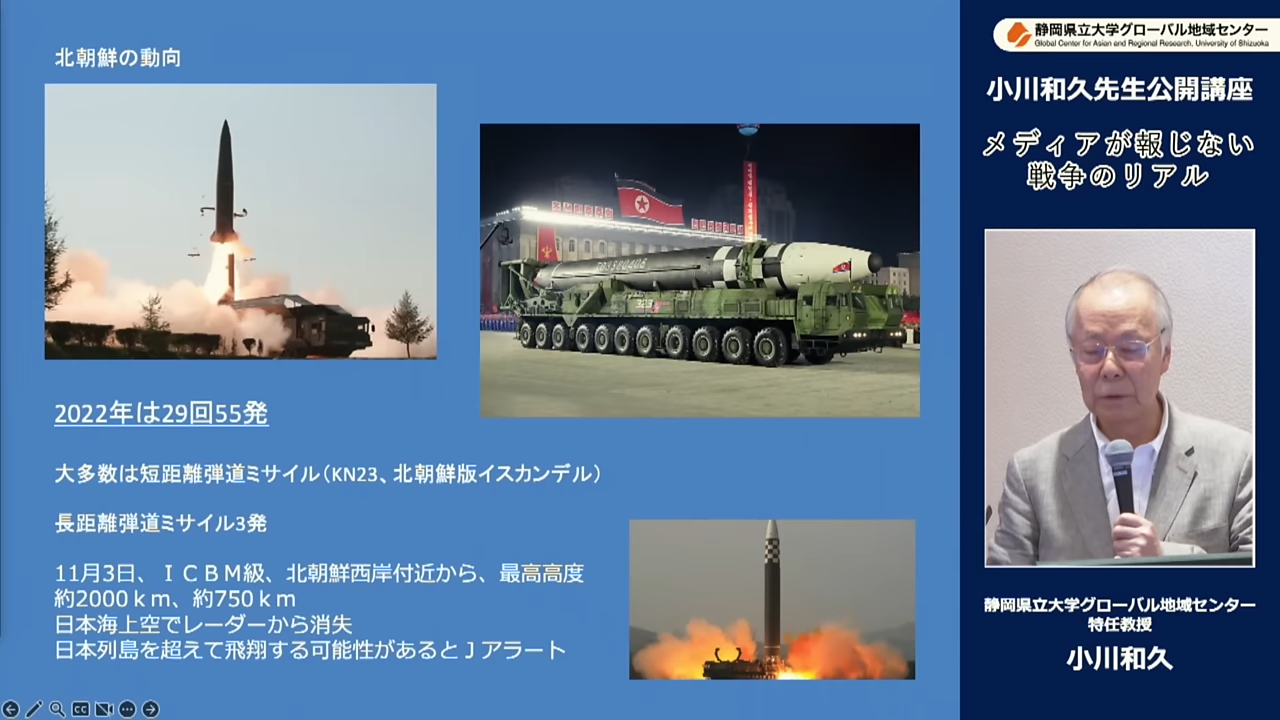 北朝鮮の動向
2022年は29回55発
大多数は短距離弾道ミサイル（KN23、北朝鮮版イスカンデル）
長距離弾道ミサイル3発
11月3日、ＩＣＢＭ級、北朝鮮西岸付近から、最高高度
約2000ｋｍ、約750ｋｍ
日本海上空でレーダーから消失
日本列島を超えて飛翔する可能性があるとＪアラート
CC
静岡県立大学グローバル地域センター
Global Center for Asian and Regional Research, University of Shizuoka
小川和久先生公開講座
メディアが報じない
戦争のリアル
静岡県立大学グローバル地域センター
特任教授
小川和久